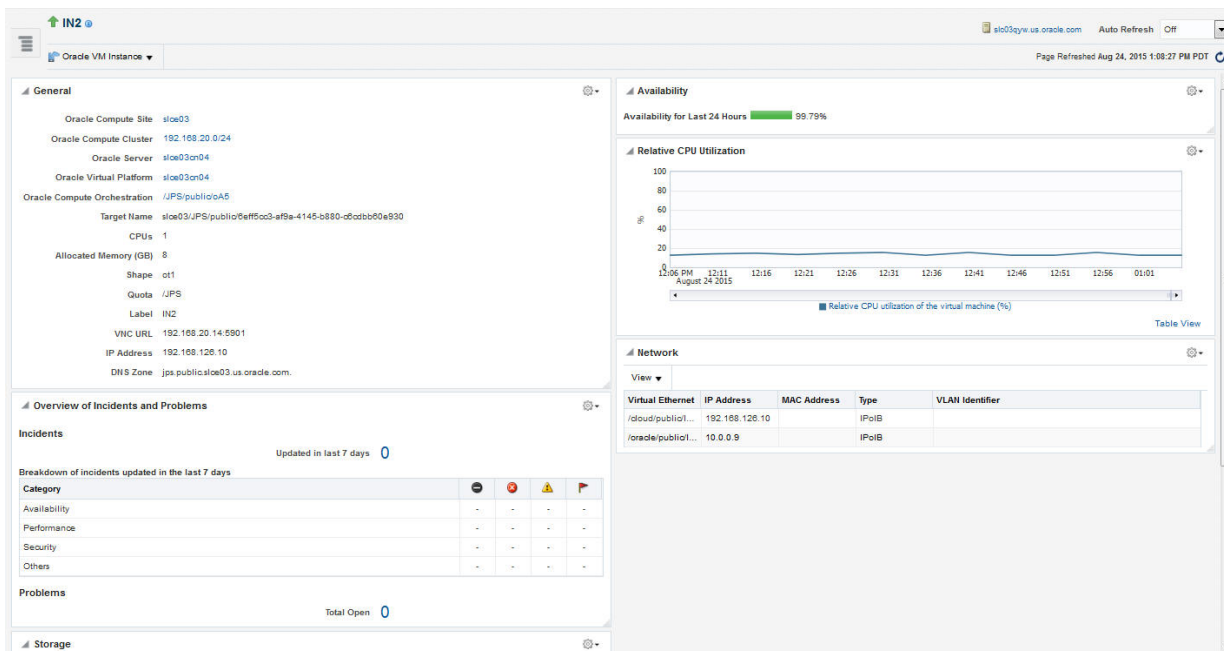 IN2
slc03qyw.us.oracle.com Auto Refresh Off
Oracle VM Instance
Page Refreshed Aug 24, 2015 1:08:27 PM PDT
General
Oracle Compute Site slce03
Oracle Compute Cluster 192.168.20.0/24
Oracle Server slce03cn04
Oracle Virtual Platform slce03cn04
Oracle Compute Orchestration /JPS/public/oA5
Target Name slce03/JPS/public/6eff5cc3-af9a-4145-b880-c6cdbb60e930
CPUs 1
Allocated Memory (GB) 8
Shape ot1
Quota /JPS
Label IN2
VNC URL 192.168.20.14:5901
IP Address 192.168.126.10
DNS Zone jps.public.slce03.us.oracle.com.
Overview of Incidents and Problems
Incidents
Updated in last 7 days 0
Breakdown of incidents updated in the last 7 days
Category
Availability - - - -
Performance - - - -
Security - - - -
Others - - - -
Problems
Total Open 0
Storage
Availability
Availability for Last 24 Hours 99.79%
Relative CPU Utilization
100
80
60
40
20
0
%
12:06 PM 12:11 12:16 12:21 12:26 12:31 12:36 12:41 12:46 12:51 12:56 01:01
August 24 2015
Relative CPU utilization of the virtual machine (%)
Table View
Network
View
Virtual Ethernet IP Address MAC Address Type VLAN Identifier
/cloud/public/I... 192.168.126.10 IPoIB
/oracle/public/I... 10.0.0.9 IPoIB